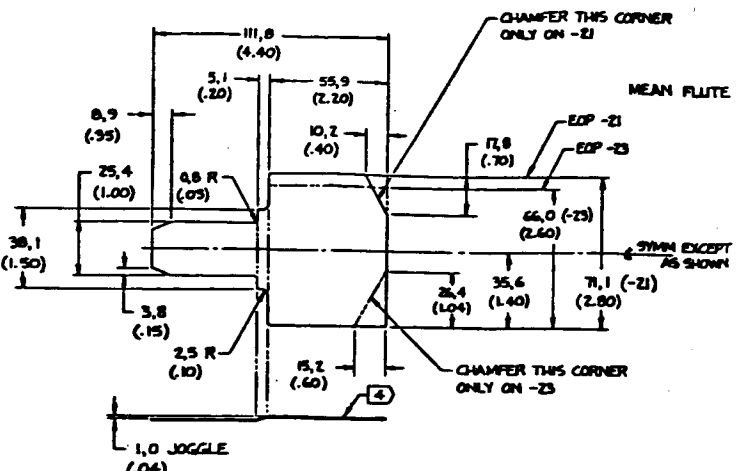 111,8
(4.40)
CHAMFER THIS CORNER
ONLY ON -21
5,1
(.20)
55,9
(2.20)
MEAN FLUTE
8,9
(.35)
10,2
(.40)
17,8
(.70)
EOP -21
EOP -23
25,4
(1.00)
0,8 R
(.03)
38,1
(1.50)
66,0 (-23)
(2.60)
SYMM EXCEPT
AS SHOWN
26,4
(1.04)
35,6
(1.40)
71,1 (-21)
(2.80)
3,8
(.15)
2,5 R
(.10)
15,2
(.60)
CHAMFER THIS CORNER
ONLY ON -23
4
1,0 JOGGLE
(.04)